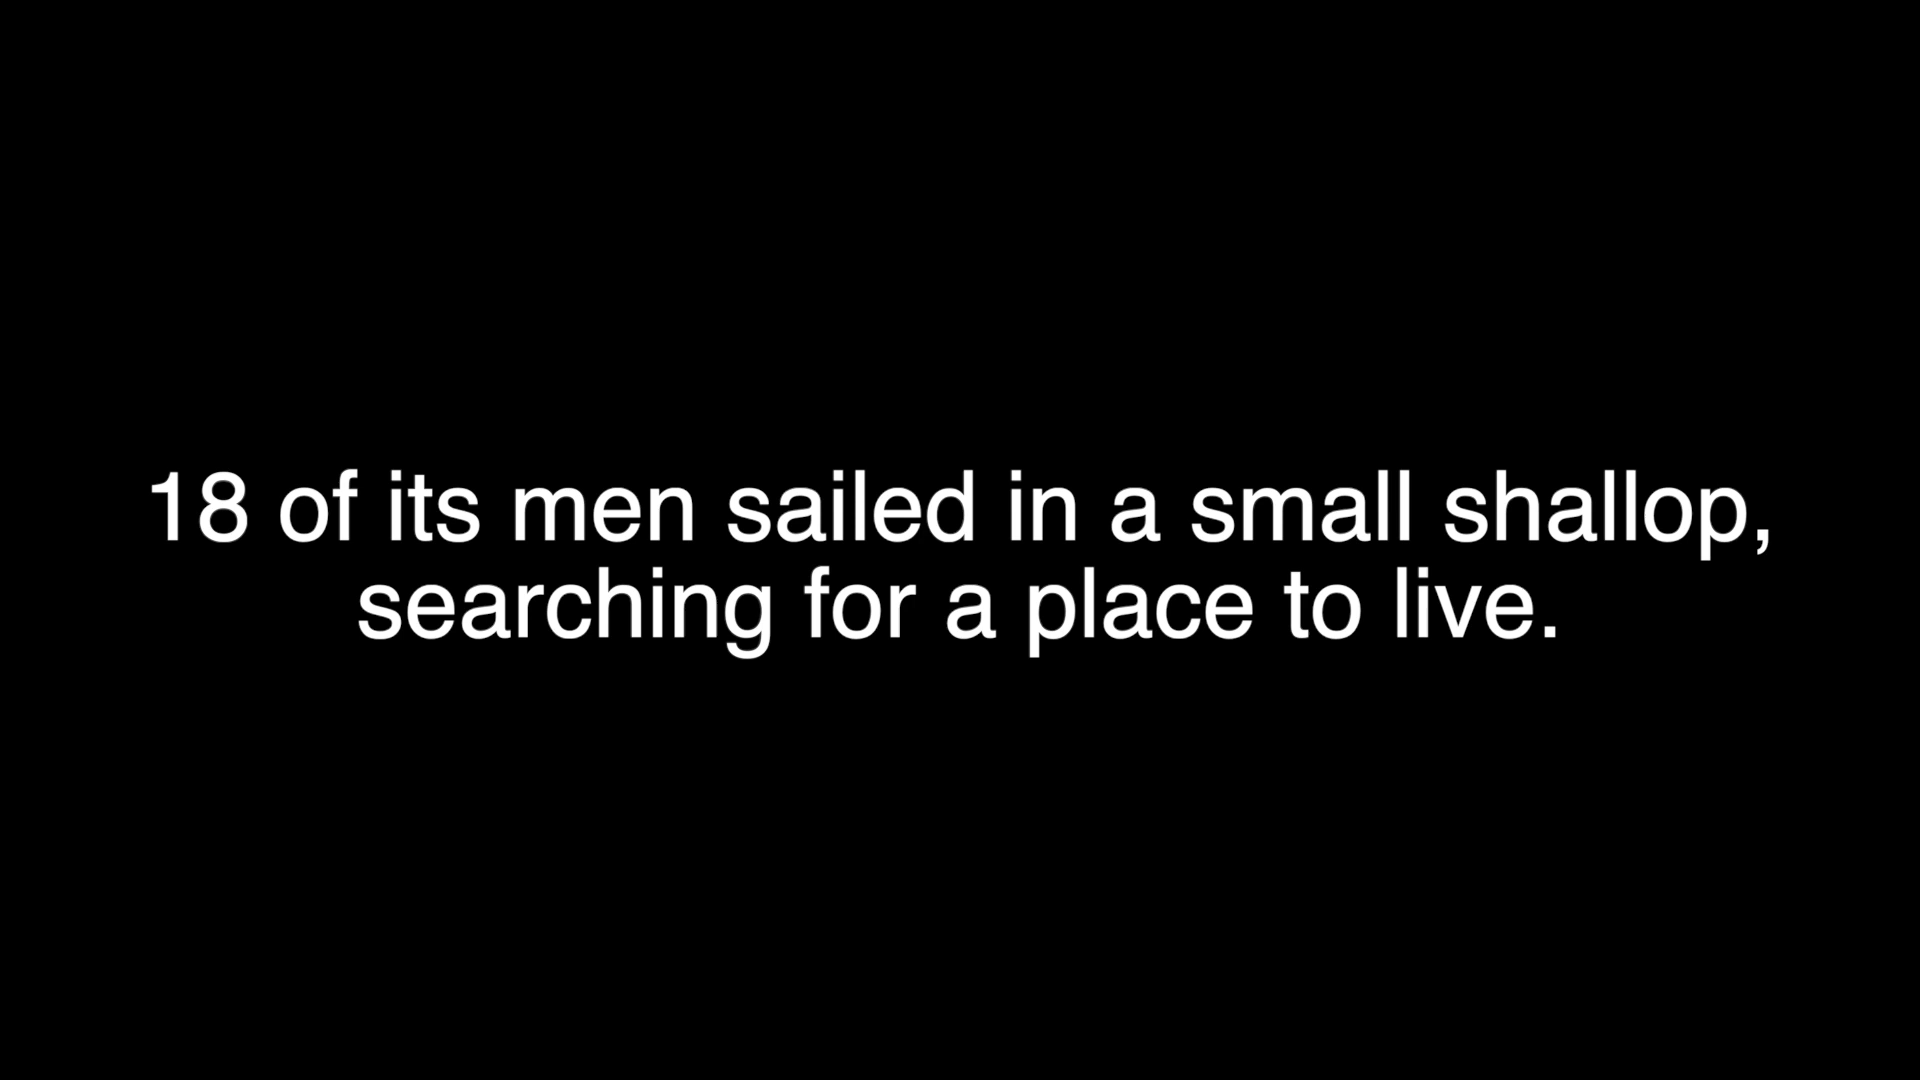 18 of its men sailed in a small shallop,
searching for a place to live.